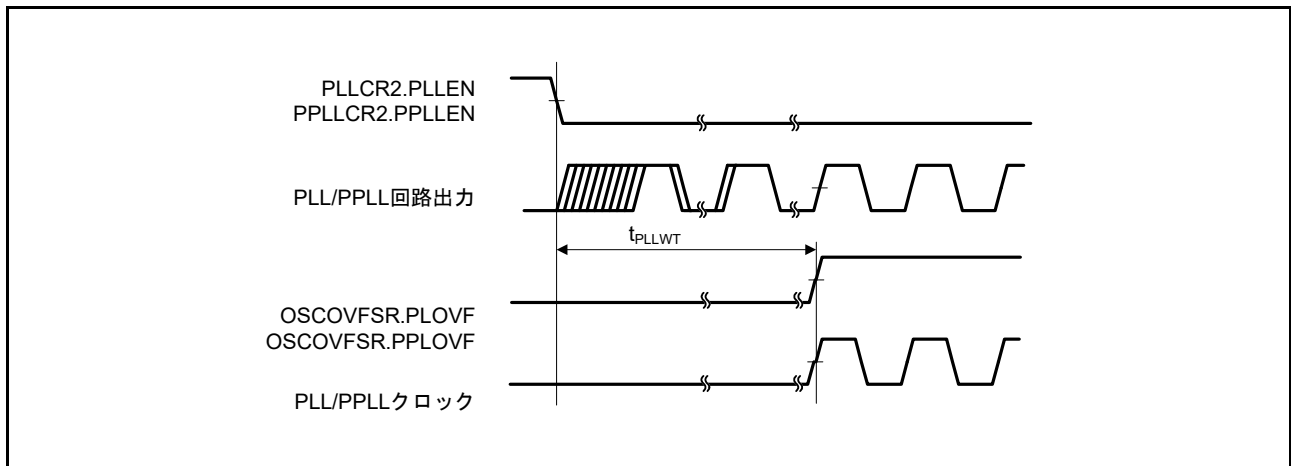 PLLCR2.PLLEN
PPLLCR2.PPLLEN
PLL/PPLL回路出力
tPLLWT
OSCOVFSR.PLOVF
OSCOVFSR.PPLOVF
PLL/PPLLクロック